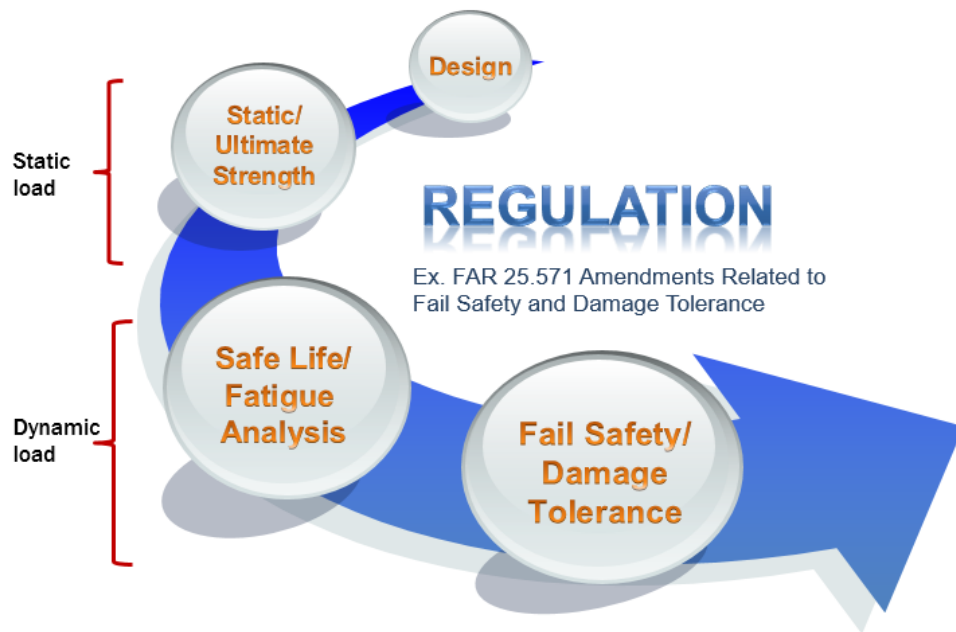 Design
Static/
Ultimate
Strength
Static
load
REGULATION
Ex. FAR 25.571 Amendments Related to
Fail Safety and Damage Tolerance
Safe Life/
Fatigue
Analysis
Dynamic
load
Fail Safety/
Damage
Tolerance